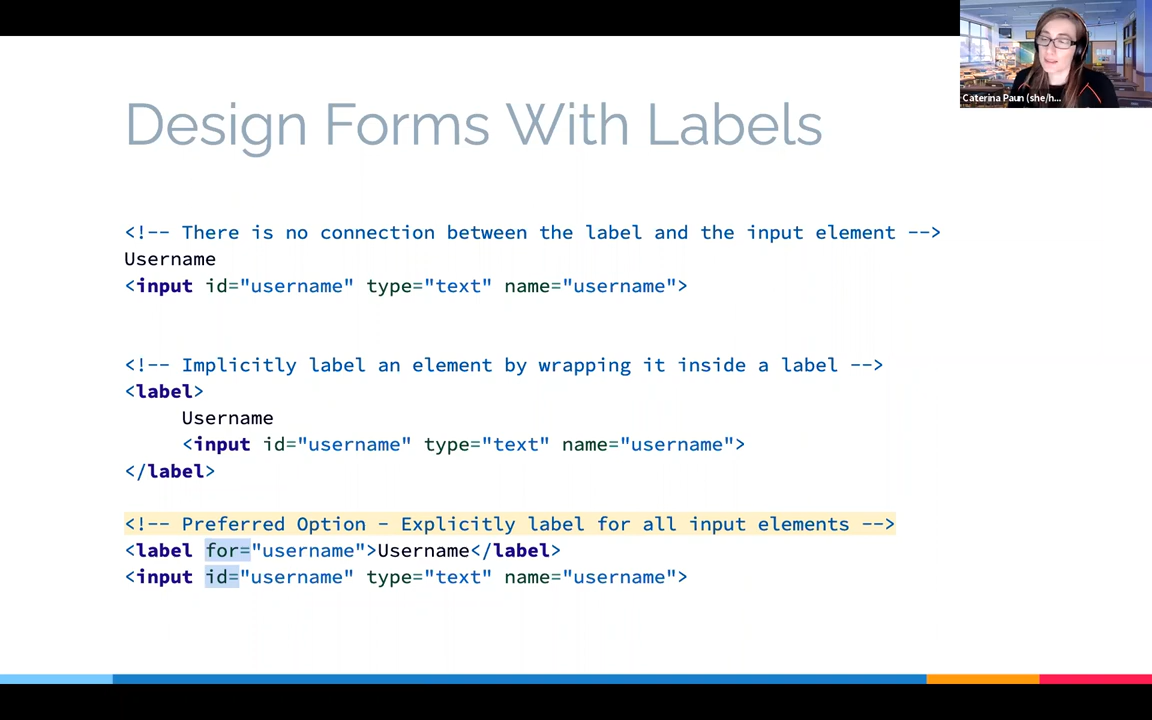 Design Forms With Labels
Caterina Paun (she/h...
<!-- There is no connection between the label and the input element -->
Username
<input id="username" type="text" name="username">
<!-- Implicitly label an element by wrapping it inside a label -->
<label>
Username
<input id="username" type="text" name="username">
</label>
<!-- Preferred Option - Explicitly label for all input elements -->
<label for="username">Username</label>
<input id="username" type="text" name="username">